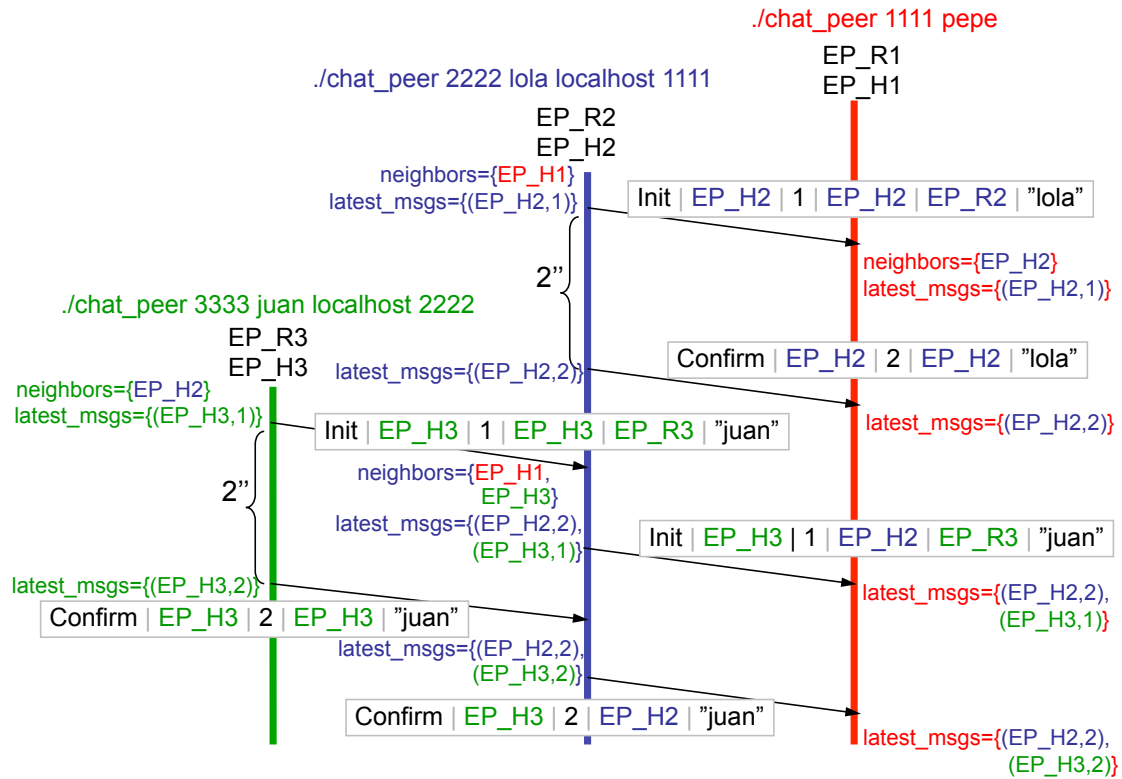 ./chat_peer 1111 pepe
EP_R1
EP_H1
./chat_peer 2222 lola localhost 1111
EP_R2
EP_H2
neighbors={EP_H1}
latest_msgs={(EP_H2,1)}
Init | EP_H2 | 1 | EP_H2 | EP_R2 | ”lola”
neighbors={EP_H2}
latest_msgs={(EP_H2,1)}
2’’
./chat_peer 3333 juan localhost 2222
EP_R3
EP_H3
latest_msgs={(EP_H2,2)}
Confirm | EP_H2 | 2 | EP_H2 | ”lola”
neighbors={EP_H2}
latest_msgs={(EP_H3,1)}
latest_msgs={(EP_H2,2)}
Init | EP_H3 | 1 | EP_H3 | EP_R3 | ”juan”
2’’
neighbors={EP_H1,
EP_H3}
latest_msgs={(EP_H2,2),
(EP_H3,1)}
Init | EP_H3 | 1 | EP_H2 | EP_R3 | ”juan”
latest_msgs={(EP_H3,2)}
latest_msgs={(EP_H2,2),
(EP_H3,1)}
Confirm | EP_H3 | 2 | EP_H3 | ”juan”
latest_msgs={(EP_H2,2),
(EP_H3,2)}
Confirm | EP_H3 | 2 | EP_H2 | ”juan”
latest_msgs={(EP_H2,2),
(EP_H3,2)}